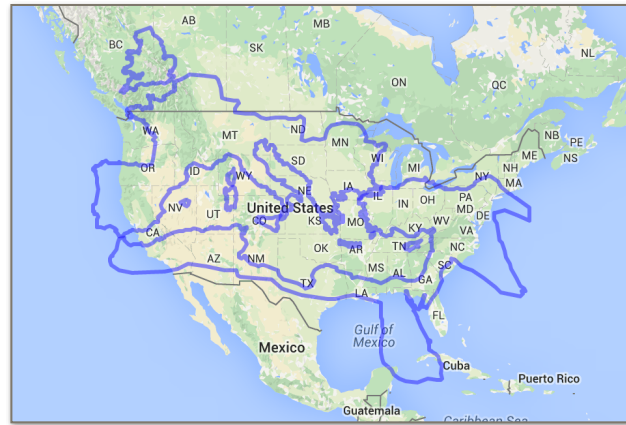 AB
MB
BC
SK
NL
ON
QC
NB
PE
WA
ND
MT
MN
ME
NS
OR
ID
SD
WI
MI
NY
NH
MA
WY
IA
NE
IL
IN
OH
PA
NV
UT
United States
CO
KS
MO
MD
DE
WV
KY
VA
CA
AZ
NM
OK
AR
TN
NC
MS
AL
SC
GA
TX
LA
FL
Gulf of
Mexico
Mexico
Cuba
Puerto Rico
Guatemala
Caribbean Sea